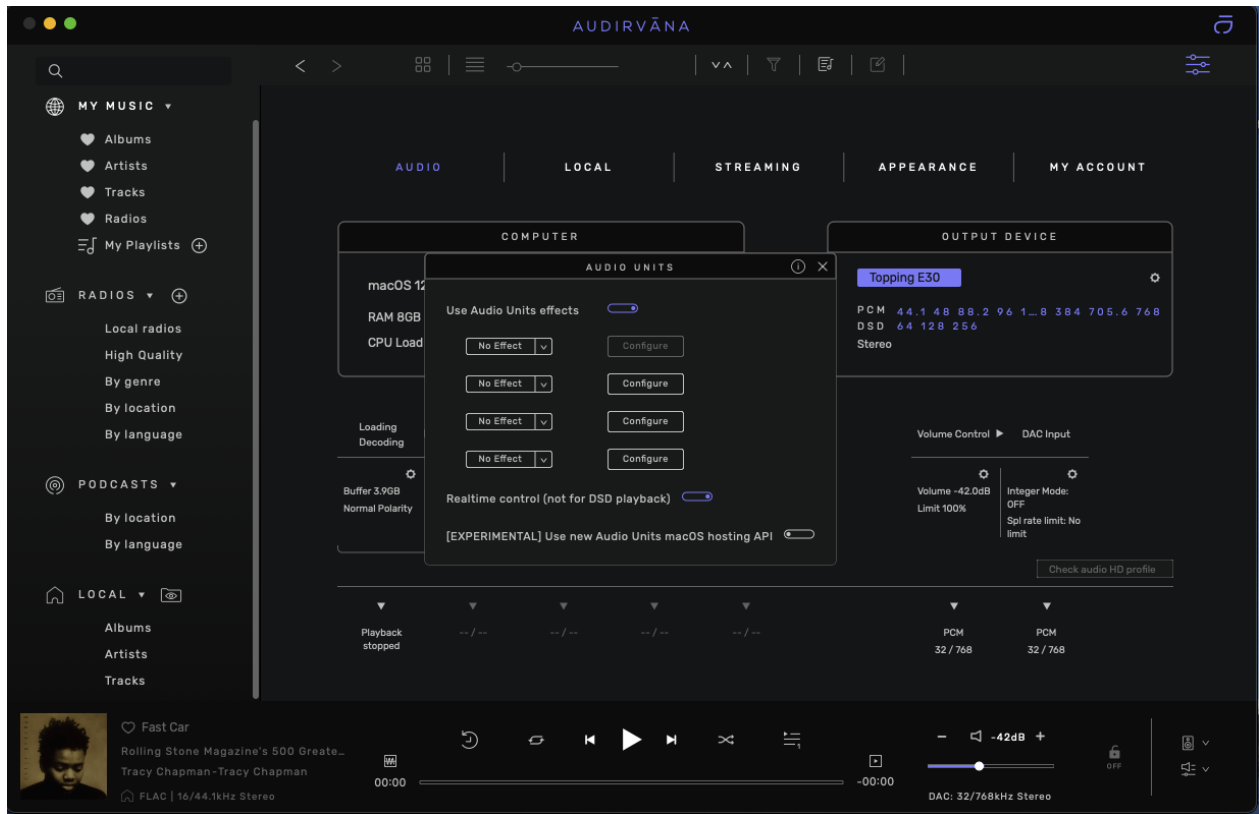 AUDIRVĀNA
MY MUSIC
Albums
Artists
Tracks
Radios
My Playlists
RADIOS
Local radios
High Quality
By genre
By location
By language
PODCASTS
By location
By language
LOCAL
Albums
Artists
Tracks
AUDIO
LOCAL
STREAMING
APPEARANCE
MY ACCOUNT
COMPUTER
macOS 12
RAM 8GB
CPU Load
OUTPUT DEVICE
Topping E30
PCM 44.1 48 88.2 96 1…8 384 705.6 768
DSD 64 128 256
Stereo
AUDIO UNITS
Use Audio Units effects
No Effect Configure
No Effect Configure
No Effect Configure
No Effect Configure
Realtime control (not for DSD playback)
[EXPERIMENTAL] Use new Audio Units macOS hosting API
Loading
Decoding
Buffer 3.9GB
Normal Polarity
Volume Control
DAC Input
Volume -42.0dB
Limit 100%
Integer Mode:
OFF
Spl rate limit: No
limit
Check audio HD profile
Playback
stopped
--/-- --/-- --/-- --/--
PCM
32/768
PCM
32/768
Fast Car
Rolling Stone Magazine's 500 Greate…
Tracy Chapman-Tracy Chapman
FLAC | 16/44.1kHz Stereo
00:00
-00:00
1
− -42dB +
OFF
DAC: 32/768kHz Stereo